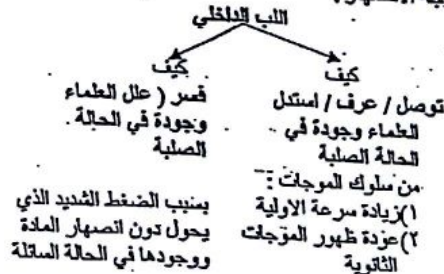 اللب الداخلي
كيف
توصل / عرف / استدل
العلماء وجودة في
الحالة الصلبة
من سلوك الموجات :
١)زيادة سرعة الاولية
٢)عودة ظهور الموجات
الثانوية
كيف
فسر ( علل العلماء
وجودة في الحالة
الصلبة
بسبب الضغط الشديد الذي
يحول دون انصهار المادة
ووجودها في الحالة السائلة